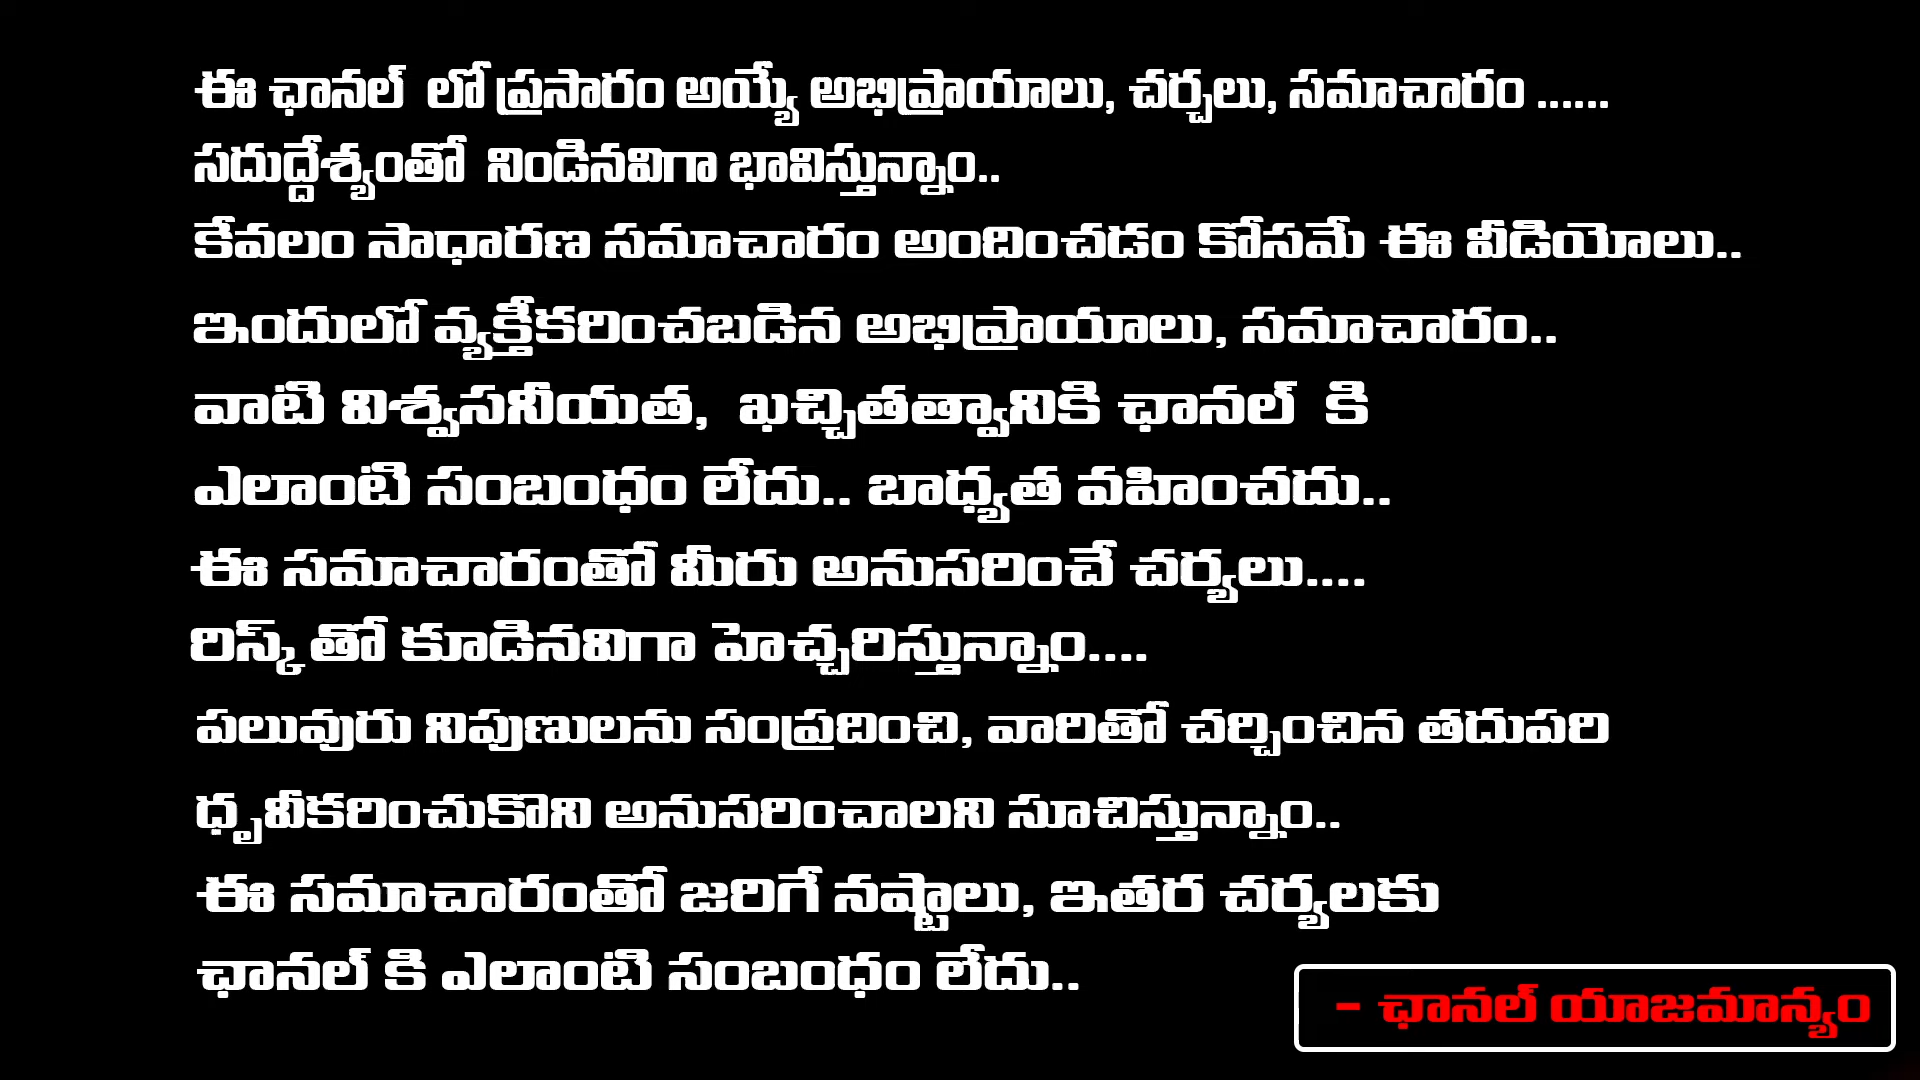 ఈ ఛానల్ లో ప్రసారం అయ్యే అభిప్రాయాలు, చర్చలు, సమాచారం ......
సదుద్దేశ్యంతో నిండినవిగా భావిస్తున్నాం..
కేవలం సాధారణ సమాచారం అందించడం కోసమే ఈ వీడియోలు..
ఇందులో వ్యక్తీకరించబడిన అభిప్రాయాలు, సమాచారం..
వాటి విశ్వసనీయత, ఖచ్చితత్వానికి ఛానల్ కి
ఎలాంటి సంబంధం లేదు.. బాధ్యత వహించదు..
ఈ సమాచారంతో మీరు అనుసరించే చర్యలు....
రిస్క్ తో కూడినవిగా హెచ్చరిస్తున్నాం....
పలువురు నిపుణులను సంప్రదించి, వారితో చర్చించిన తదుపరి
ధృవీకరించుకొని అనుసరించాలని సూచిస్తున్నాం..
ఈ సమాచారంతో జరిగే నష్టాలు, ఇతర చర్యలకు
ఛానల్ కి ఎలాంటి సంబంధం లేదు..
- ఛానల్ యాజమాన్యం